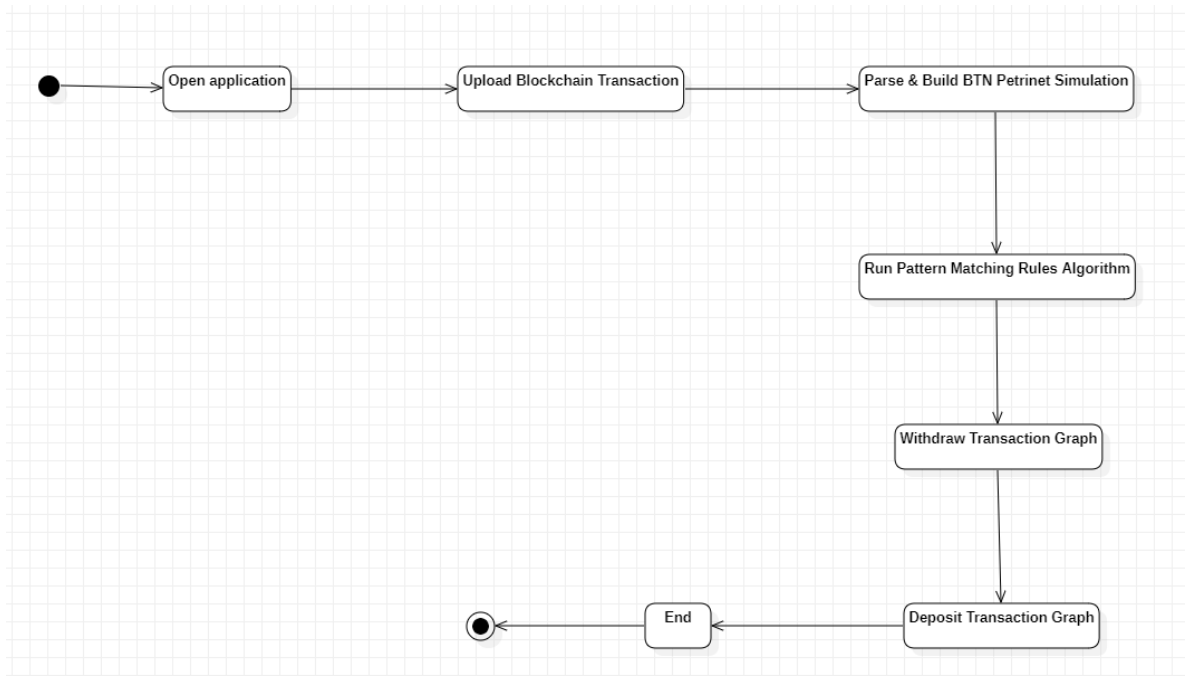 Open application
Upload Blockchain Transaction
Parse & Build BTN Petrinet Simulation
Run Pattern Matching Rules Algorithm
Withdraw Transaction Graph
Deposit Transaction Graph
End